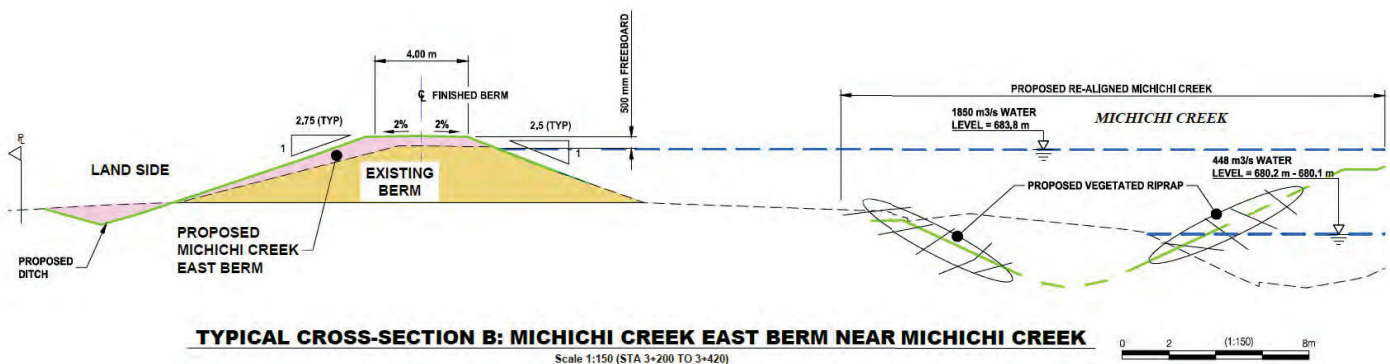 4.00 m
500 mm FREEBOARD
℄ FINISHED BERM
2,75 (TYP)
1
2% 2%
2,5 (TYP)
1
PROPOSED RE-ALIGNED MICHICHI CREEK
1850 m3/s WATER
LEVEL = 683,8 m
MICHICHI CREEK
LAND SIDE
EXISTING
BERM
448 m3/s WATER
LEVEL = 680,2 m - 680,1 m
PROPOSED VEGETATED RIPRAP
PROPOSED
MICHICHI CREEK
EAST BERM
PROPOSED
DITCH
TYPICAL CROSS-SECTION B: MICHICHI CREEK EAST BERM NEAR MICHICHI CREEK
Scale 1:150 (STA 3+200 TO 3+420)
0 2 (1:150) 8m